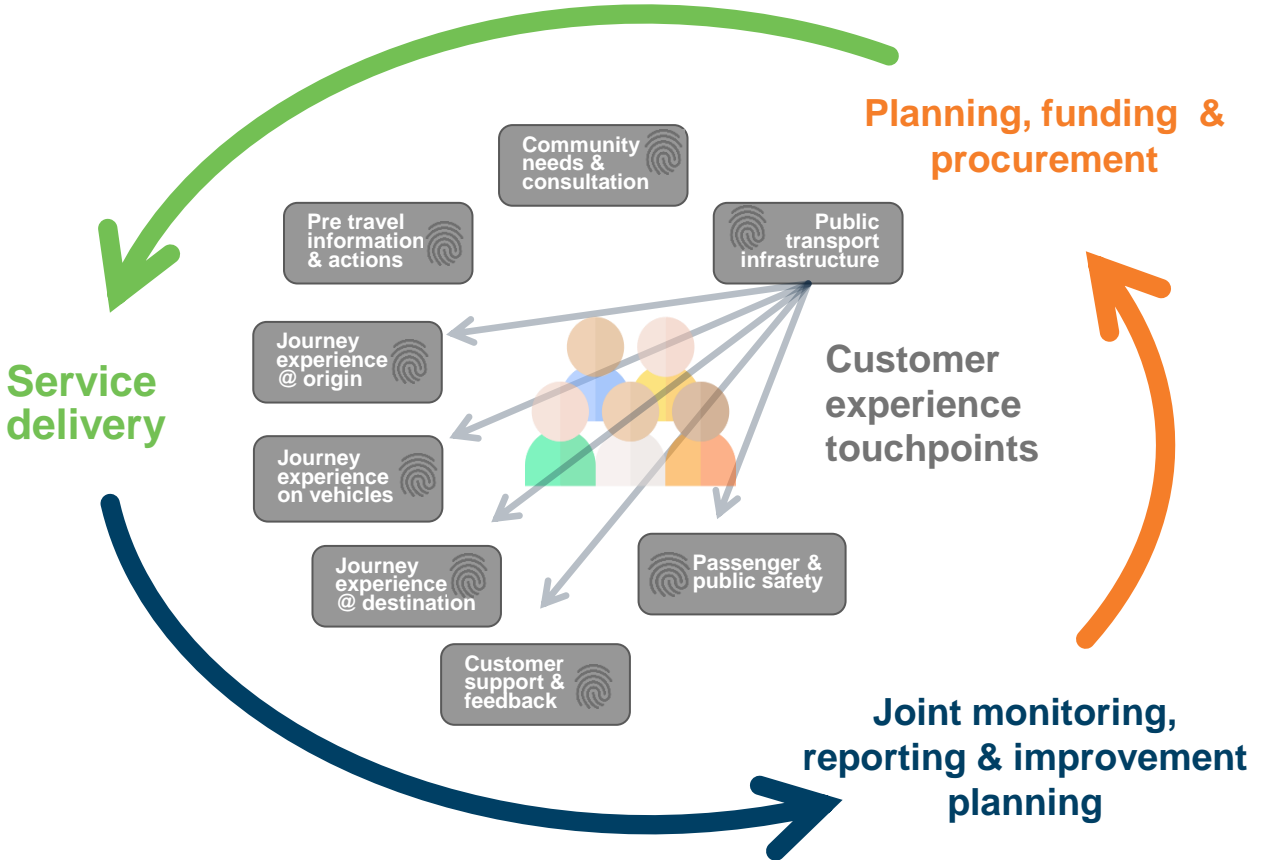 Planning, funding &
procurement
Community
needs &
consultation
Pre travel
information
& actions
Public
transport
infrastructure
Journey
experience
@ origin
Customer
experience
touchpoints
Service
delivery
Journey
experience
on vehicles
Journey
experience
@ destination
Passenger &
public safety
Customer
support &
feedback
Joint monitoring,
reporting & improvement
planning